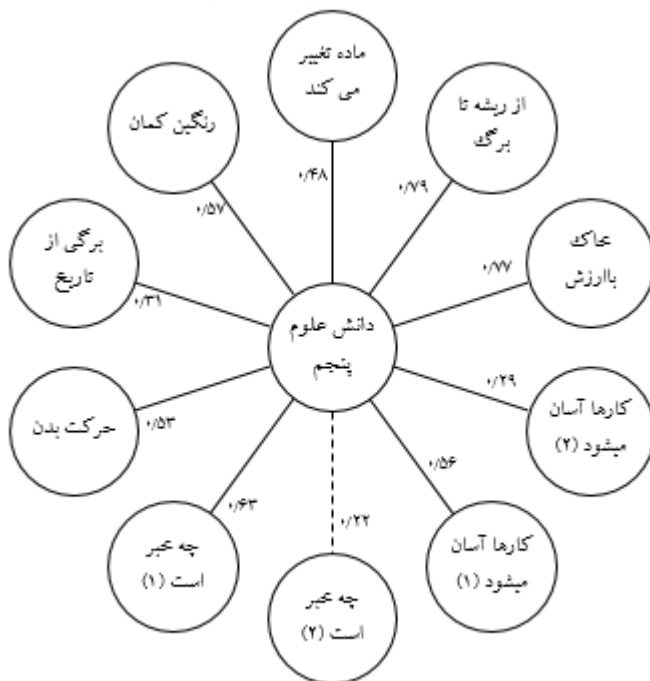 ماده تغییر
می کند
۰/۴۸
از ریشه تا
برگ
۰/۷۹
خاک
باارزش
۰/۷۷
کارها آسان
میشود (۲)
۰/۲۹
کارها آسان
میشود (۱)
۰/۵۶
چه خبر
است (۲)
۰/۲۲
چه خبر
است (۱)
۰/۶۳
حرکت بدن
۰/۵۳
برگی از
تاریخ
۰/۳۱
رنگین کمان
۰/۵۷
دانش علوم
پنجم